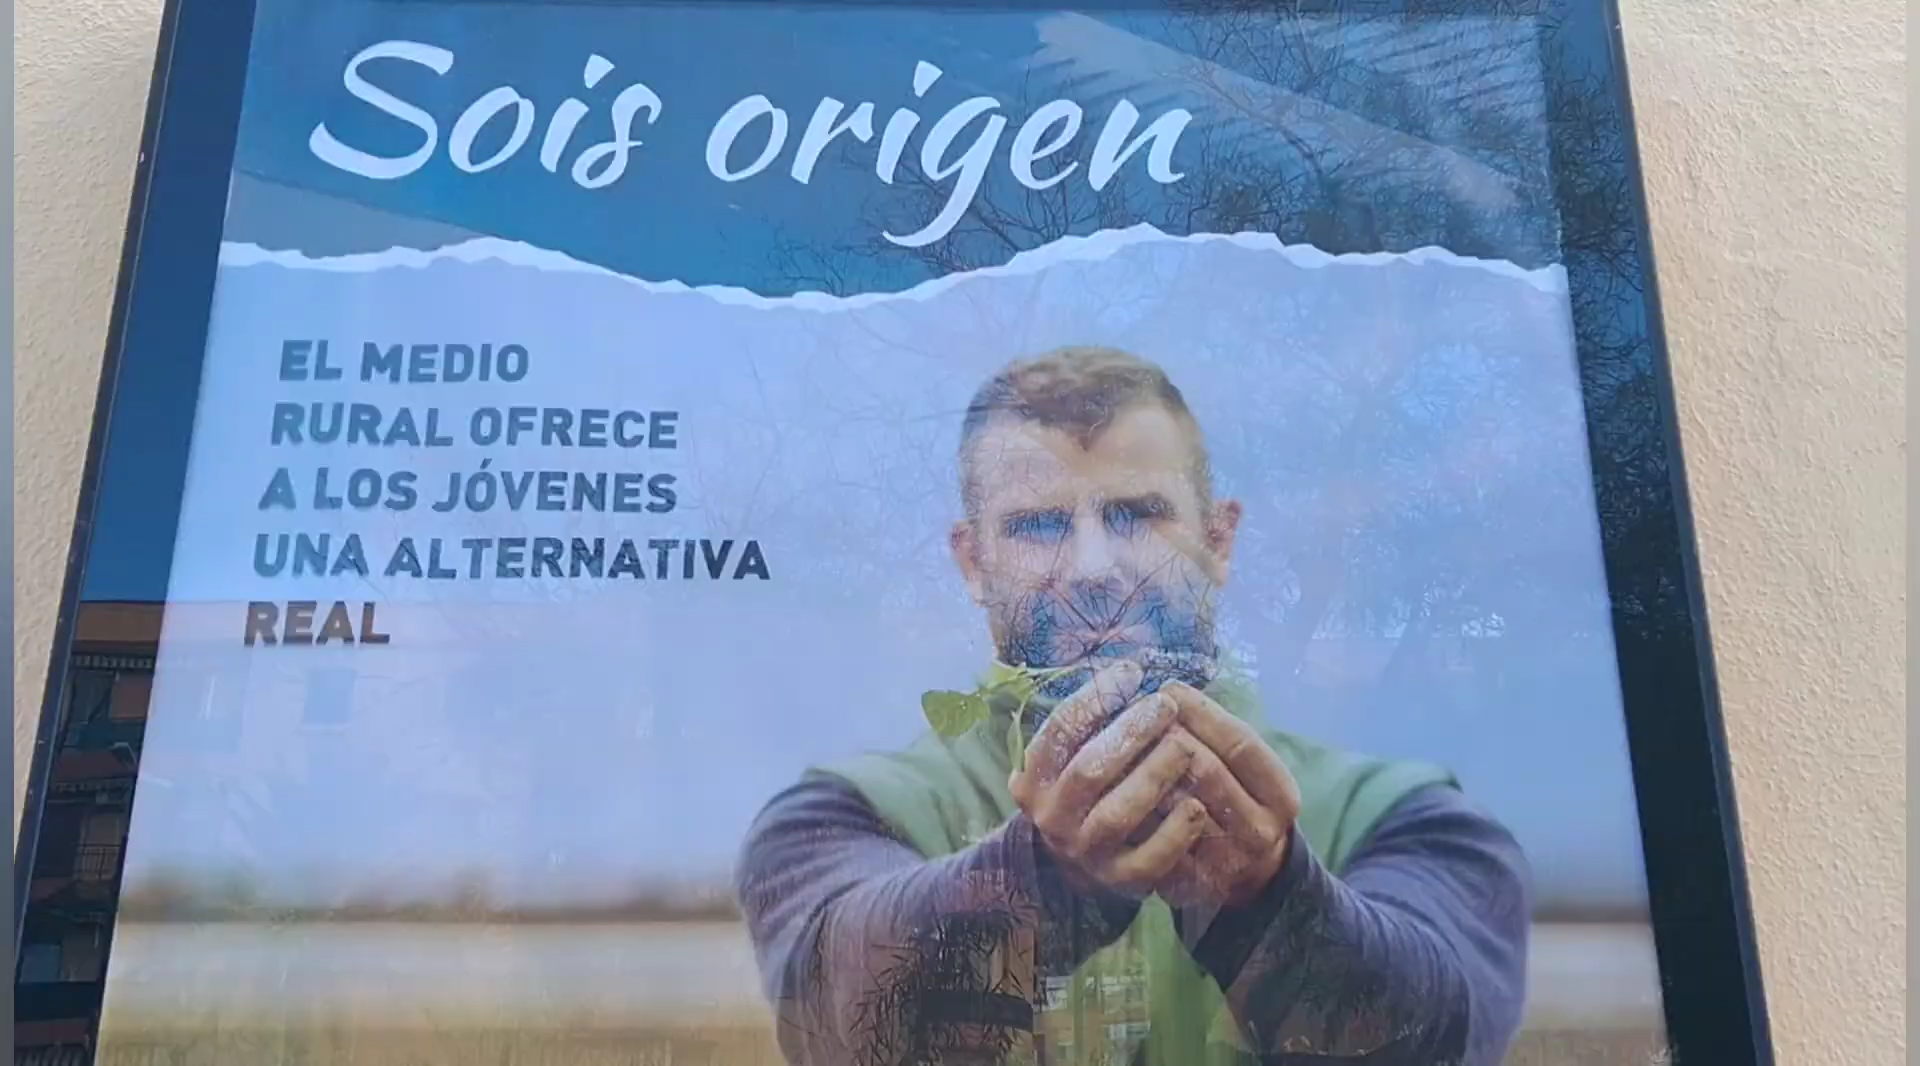 Sois origen
EL MEDIO
RURAL OFRECE
A LOS JÓVENES
UNA ALTERNATIVA
REAL